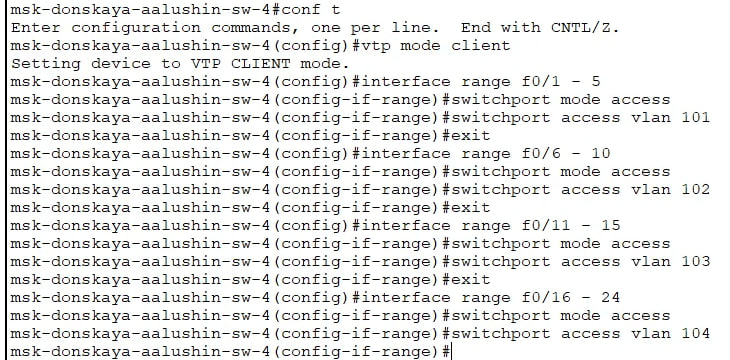 msk-donskaya-aalushin-sw-4#conf t
Enter configuration commands, one per line.  End with CNTL/Z.
msk-donskaya-aalushin-sw-4(config)#vtp mode client
Setting device to VTP CLIENT mode.
msk-donskaya-aalushin-sw-4(config)#interface range f0/1 - 5
msk-donskaya-aalushin-sw-4(config-if-range)#switchport mode access
msk-donskaya-aalushin-sw-4(config-if-range)#switchport access vlan 101
msk-donskaya-aalushin-sw-4(config-if-range)#exit
msk-donskaya-aalushin-sw-4(config)#interface range f0/6 - 10
msk-donskaya-aalushin-sw-4(config-if-range)#switchport mode access
msk-donskaya-aalushin-sw-4(config-if-range)#switchport access vlan 102
msk-donskaya-aalushin-sw-4(config-if-range)#exit
msk-donskaya-aalushin-sw-4(config)#interface range f0/11 - 15
msk-donskaya-aalushin-sw-4(config-if-range)#switchport mode access
msk-donskaya-aalushin-sw-4(config-if-range)#switchport access vlan 103
msk-donskaya-aalushin-sw-4(config-if-range)#exit
msk-donskaya-aalushin-sw-4(config)#interface range f0/16 - 24
msk-donskaya-aalushin-sw-4(config-if-range)#switchport mode access
msk-donskaya-aalushin-sw-4(config-if-range)#switchport access vlan 104
msk-donskaya-aalushin-sw-4(config-if-range)#